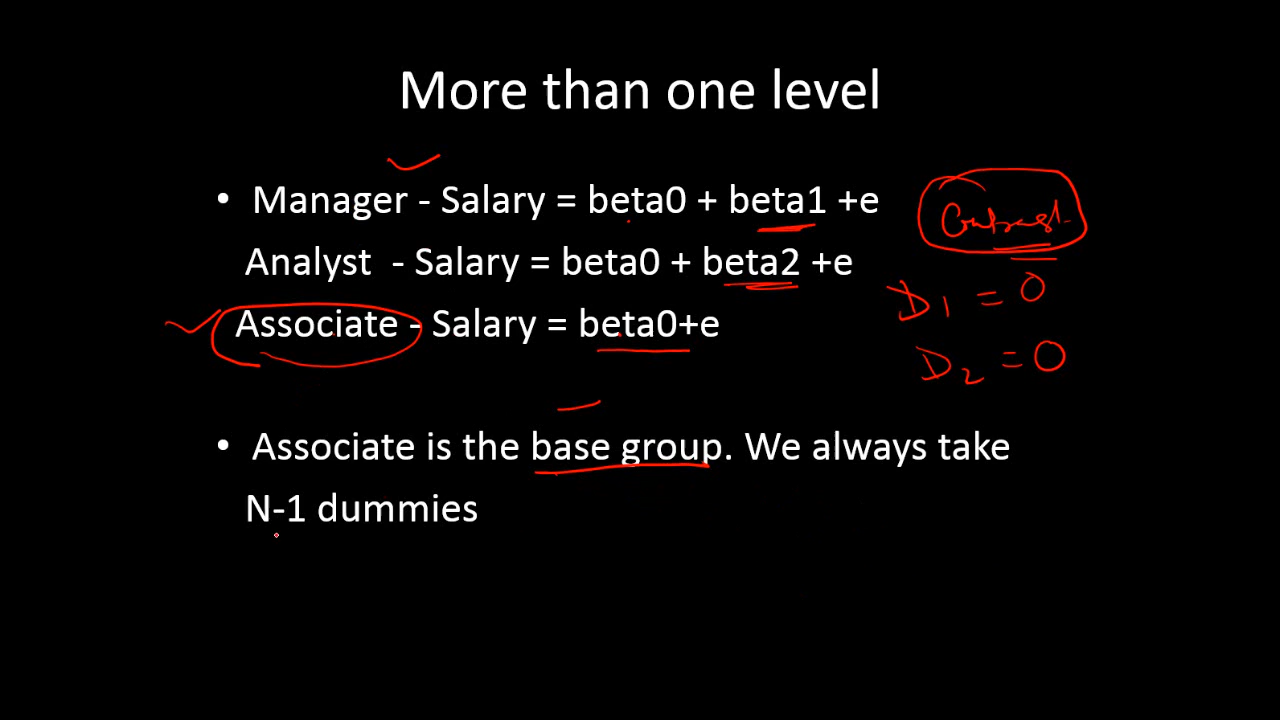 More than one level
• Manager - Salary = beta0 + beta1 +e
Analyst - Salary = beta0 + beta2 +e
Associate - Salary = beta0+e
Contrast.
D1 = 0
D2 = 0
• Associate is the base group. We always take
N-1 dummies